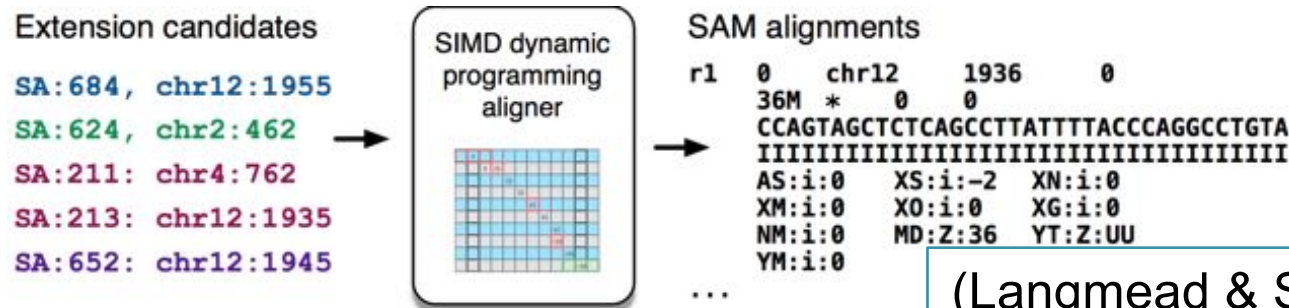 Extension candidates
SA:684, chr12:1955
SA:624, chr2:462
SA:211: chr4:762
SA:213: chr12:1935
SA:652: chr12:1945
SIMD dynamic
programming
aligner
SAM alignments
r1 0 chr12 1936 0
36M * 0 0
CCAGTAGCTCTCAGCCTTATTTTACCCAGGCCTGTA
IIIIIIIIIIIIIIIIIIIIIIIIIIIIIIIIIIII
AS:i:0 XS:i:-2 XN:i:0
XM:i:0 XO:i:0 XG:i:0
NM:i:0 MD:Z:36 YT:Z:UU
YM:i:0
...
(Langmead & S